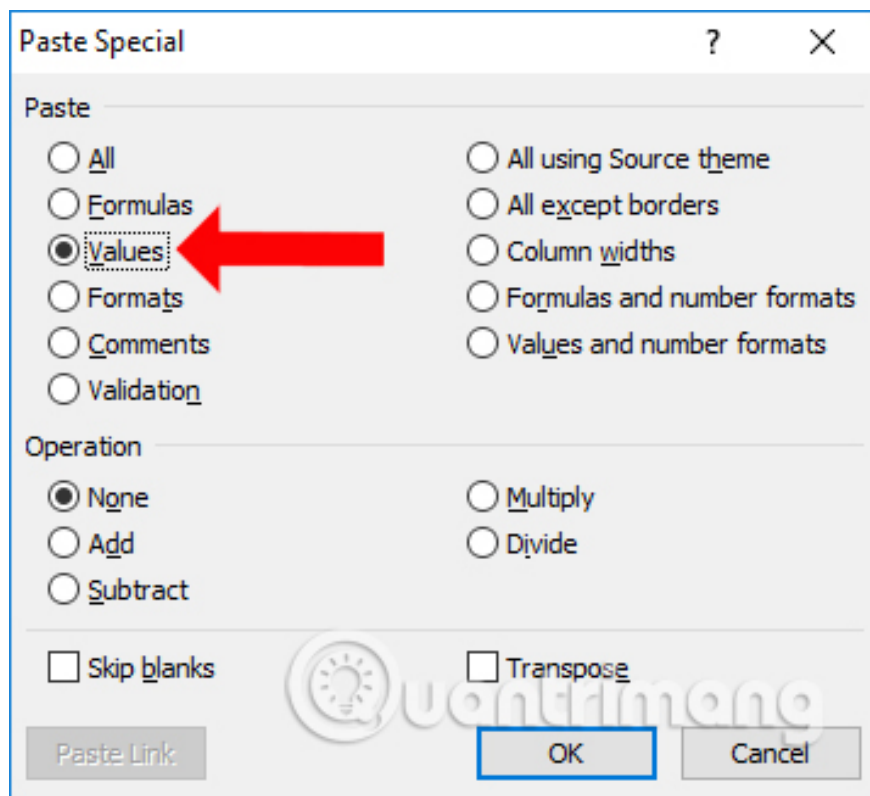 Paste Special ?
Paste
All
All using Source theme
Formulas
All except borders
Values
Column widths
Formats
Formulas and number formats
Comments
Values and number formats
Validation
Operation
None
Multiply
Add
Divide
Subtract
Skip blanks
Transpose
Quantrimang
Paste Link
OK
Cancel